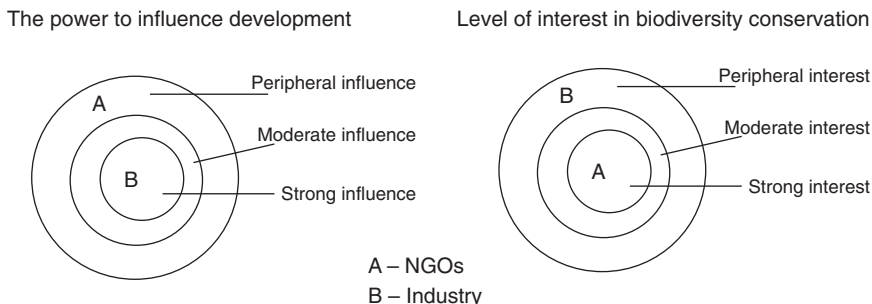 The power to influence development
Peripheral influence
A
Moderate influence
B
Strong influence
Level of interest in biodiversity conservation
Peripheral interest
B
Moderate interest
A
Strong interest
A – NGOs
B – Industry